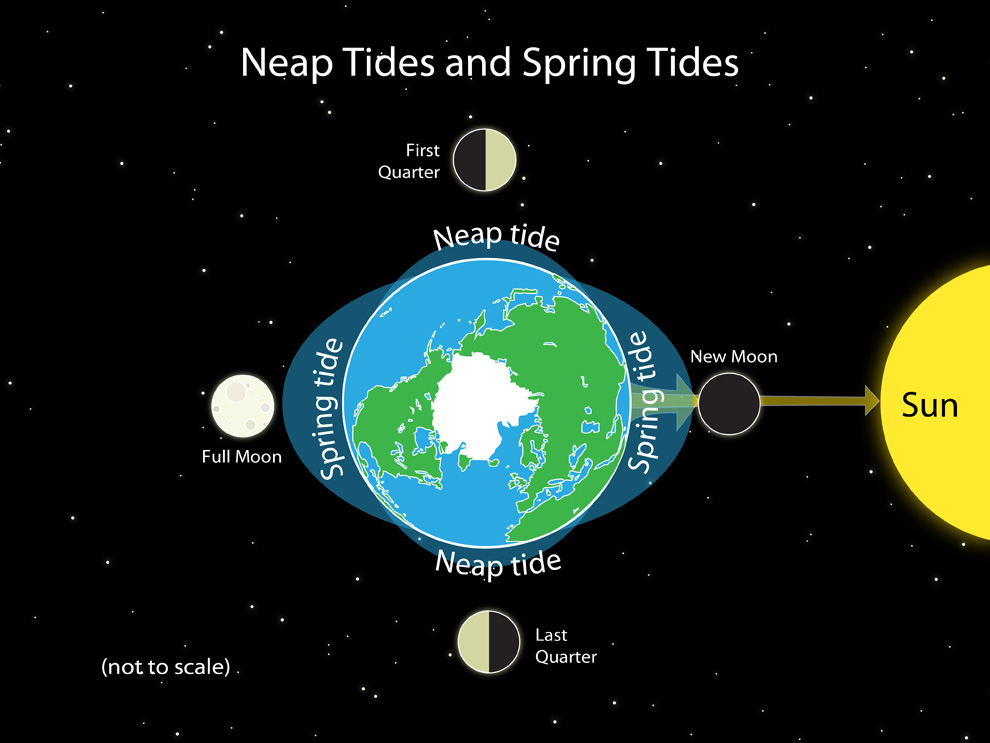 Neap Tides and Spring Tides
First
Quarter
Neap tide
Spring tide
Spring tide
New Moon
Sun
Full Moon
Neap tide
Last
Quarter
(not to scale)